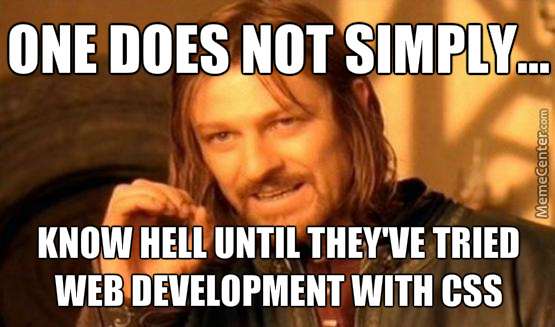 ONE DOES NOT SIMPLY...
KNOW HELL UNTIL THEY'VE TRIED
WEB DEVELOPMENT WITH CSS
MemeCenter.com